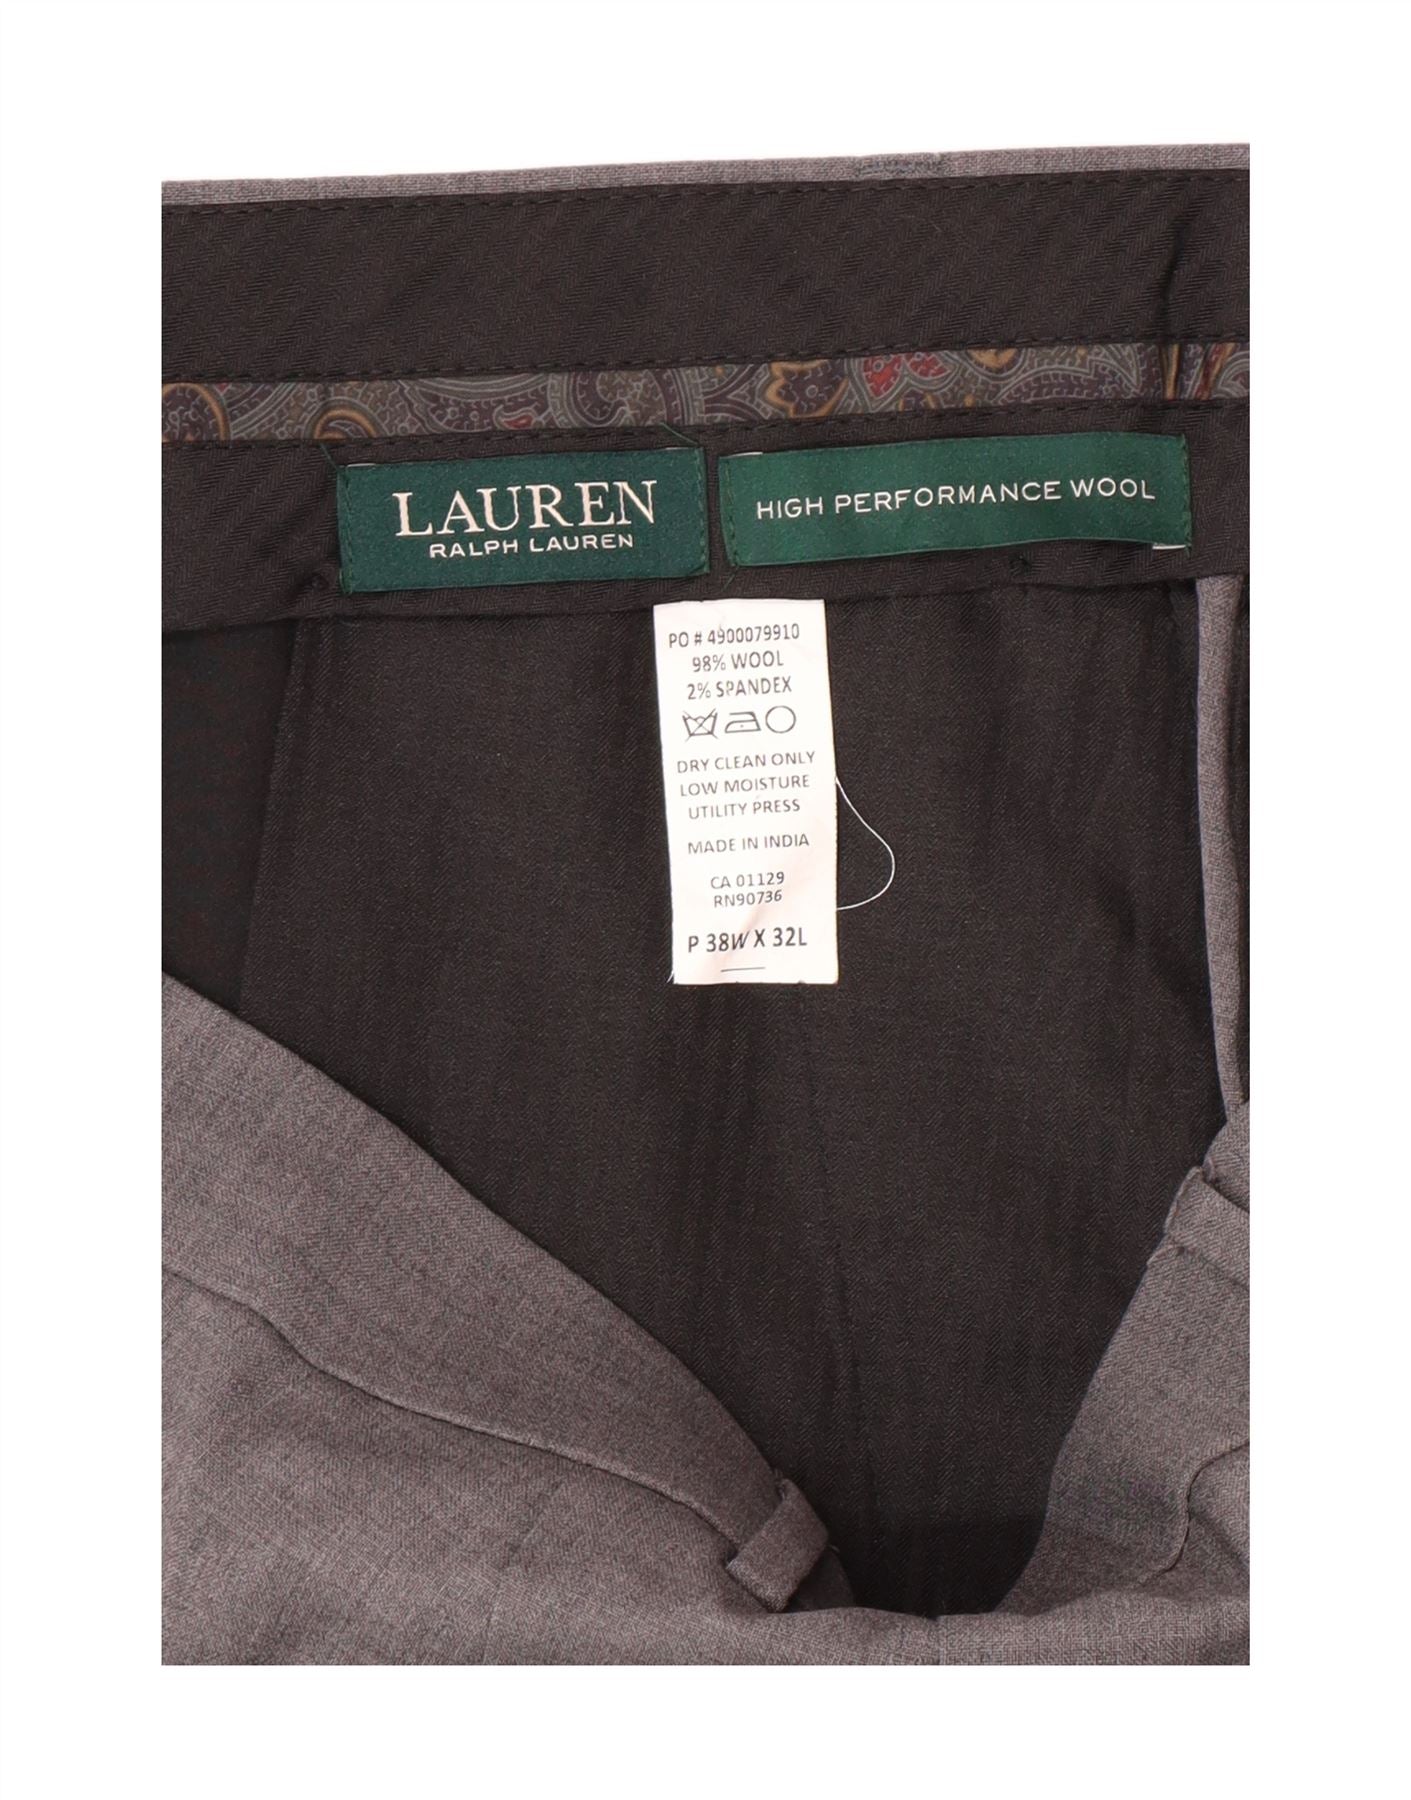 LAUREN
RALPH LAUREN
HIGH PERFORMANCE WOOL
PO # 4900079910
98% WOOL
2% SPANDEX
DRY CLEAN ONLY
LOW MOISTURE
UTILITY PRESS
MADE IN INDIA
CA 01129
RN90736
P 38W X 32L